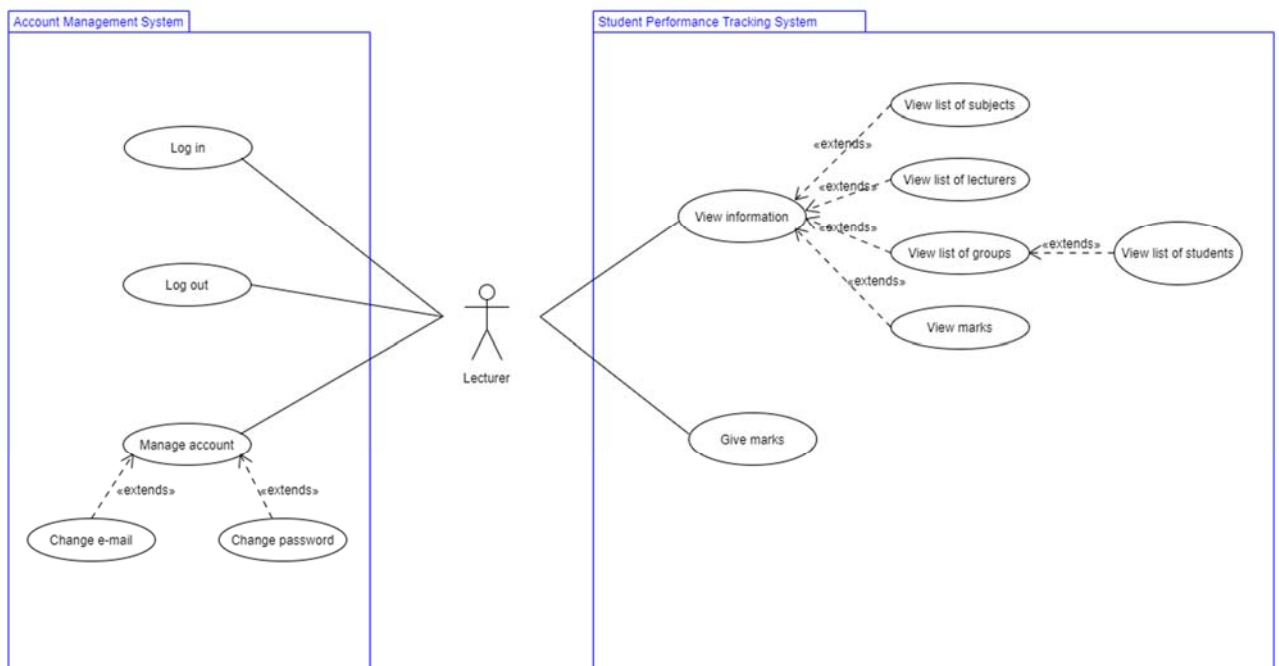 Account Management System
Log in
Log out
Manage account
«extends»
«extends»
Change e-mail
Change password
Lecturer
Student Performance Tracking System
View list of subjects
«extends»
View list of lecturers
«extends»
View information
«extends»
View list of groups
«extends»
View list of students
«extends»
View marks
Give marks